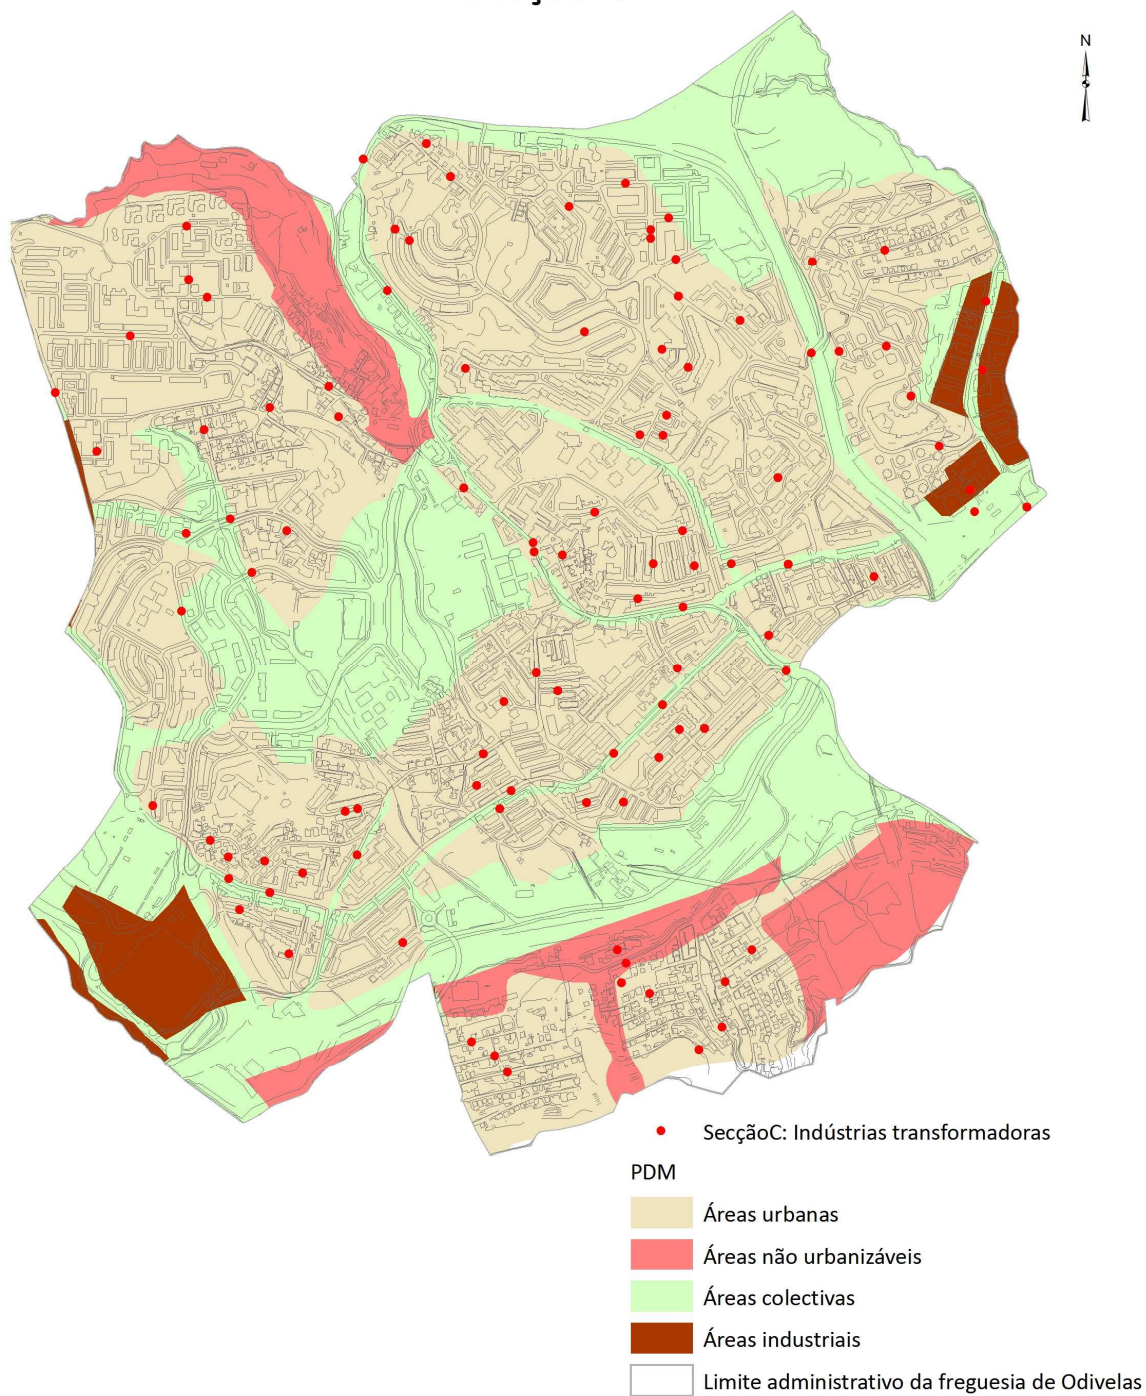 N
SecçãoC: Indústrias transformadoras
PDM
Áreas urbanas
Áreas não urbanizáveis
Áreas colectivas
Áreas industriais
Limite administrativo da freguesia de Odivelas